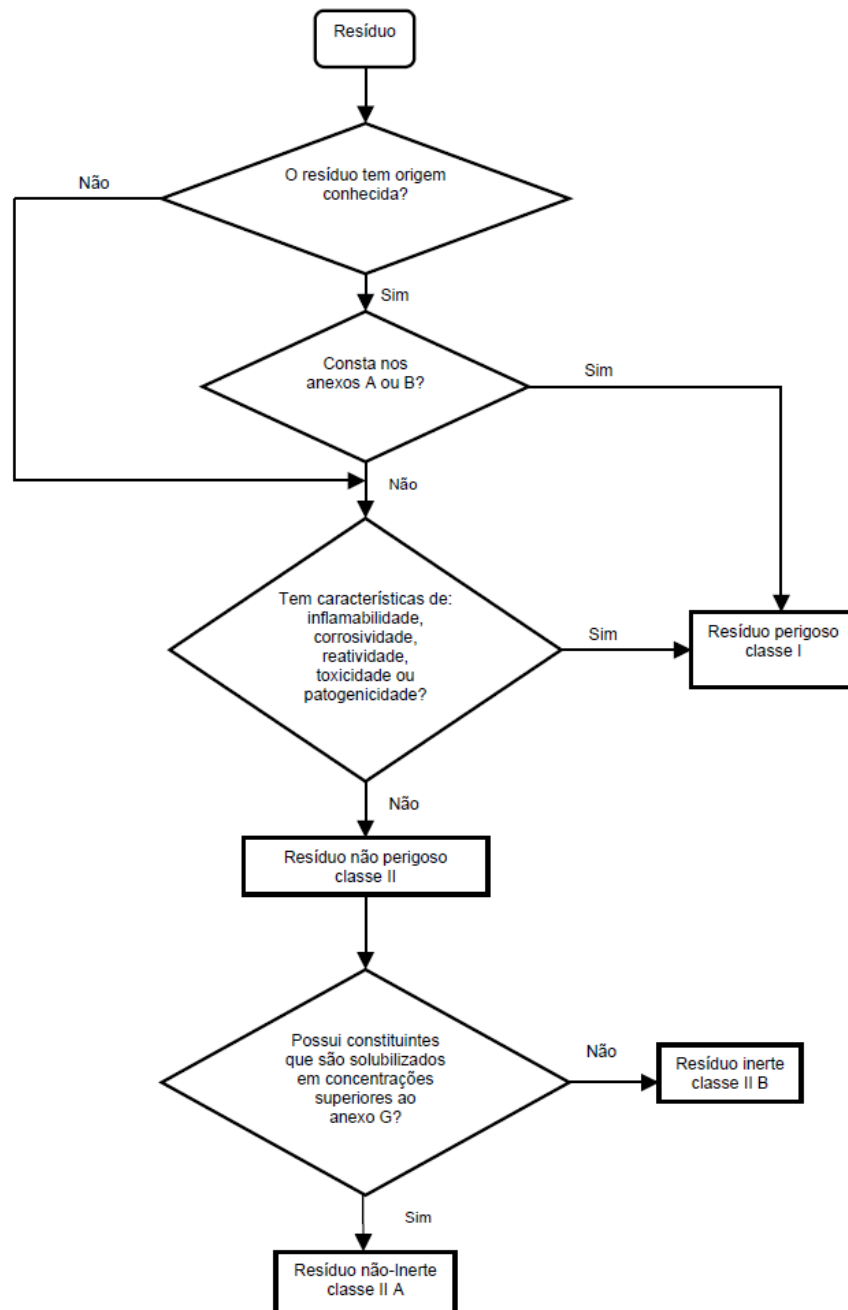 Resíduo
O resíduo tem origem
conhecida?
Não
Sim
Consta nos
anexos A ou B?
Sim
Não
Tem características de:
inflamabilidade,
corrosividade,
reatividade,
toxicidade ou
patogenicidade?
Sim
Resíduo perigoso
classe I
Não
Resíduo não perigoso
classe II
Possui constituintes
que são solubilizados
em concentrações
superiores ao
anexo G?
Não
Resíduo inerte
classe II B
Sim
Resíduo não-Inerte
classe II A